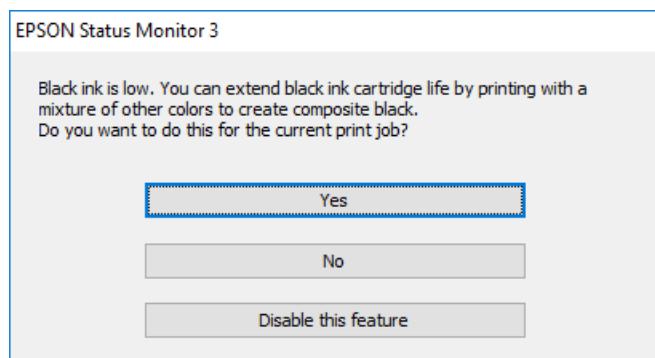 EPSON Status Monitor 3
Black ink is low. You can extend black ink cartridge life by printing with a
mixture of other colors to create composite black.
Do you want to do this for the current print job?
Yes
No
Disable this feature